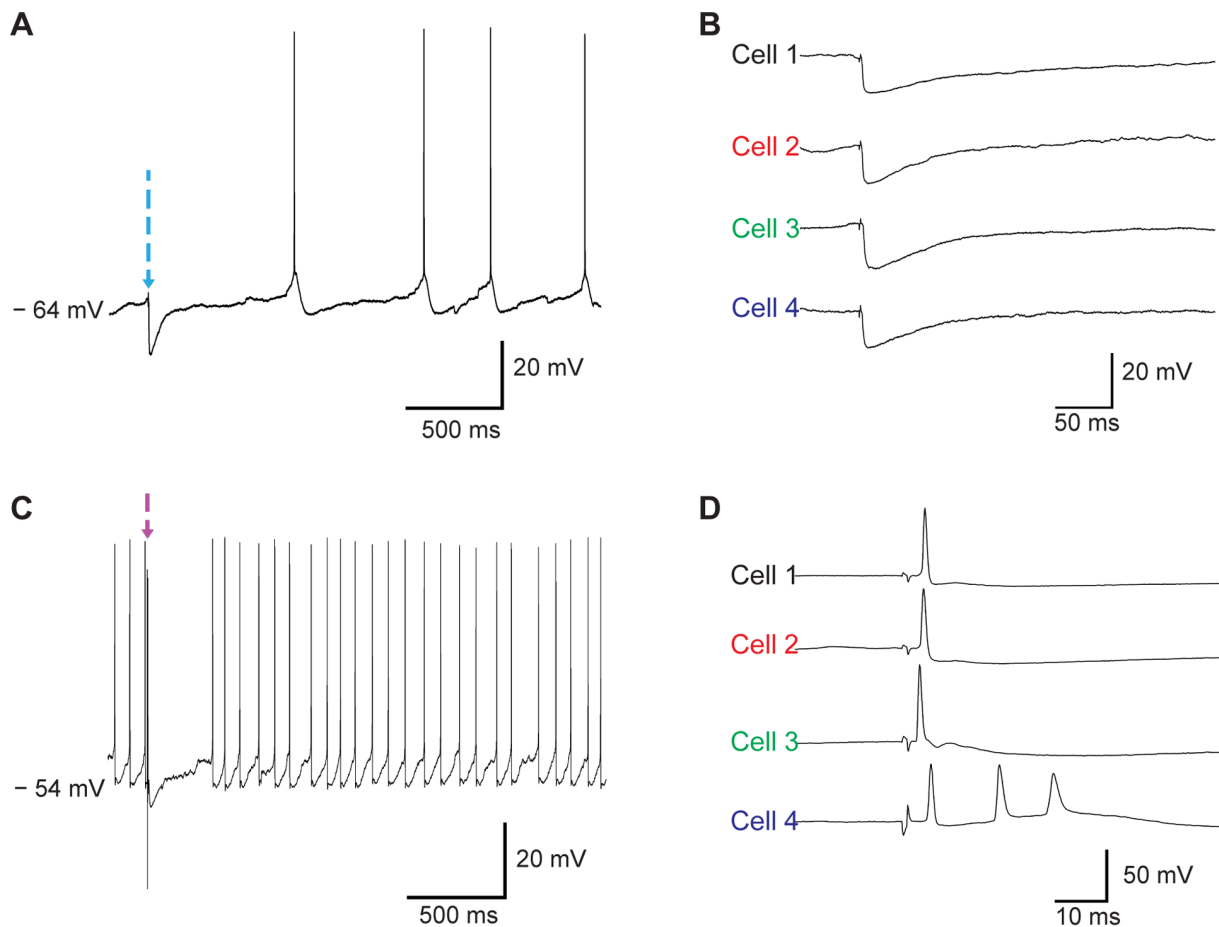 A
− 64 mV
20 mV
500 ms
B
Cell 1
Cell 2
Cell 3
Cell 4
20 mV
50 ms
C
− 54 mV
20 mV
500 ms
D
Cell 1
Cell 2
Cell 3
Cell 4
50 mV
10 ms